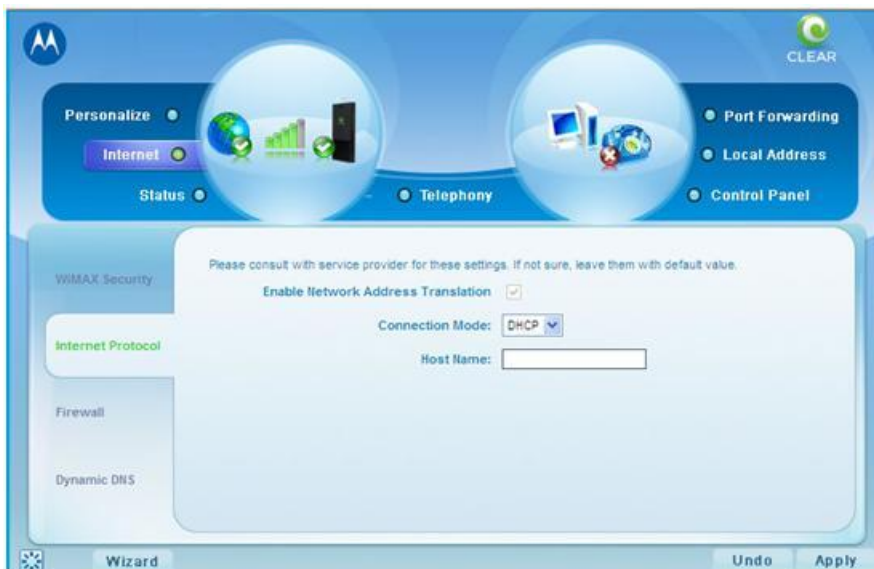 CLEAR
Personalize
Internet
Status
Telephony
Port Forwarding
Local Address
Control Panel
WiMAX Security
Internet Protocol
Firewall
Dynamic DNS
Please consult with service provider for these settings. If not sure, leave them with default value.
Enable Network Address Translation
Connection Mode: DHCP
Host Name:
Wizard
Undo Apply